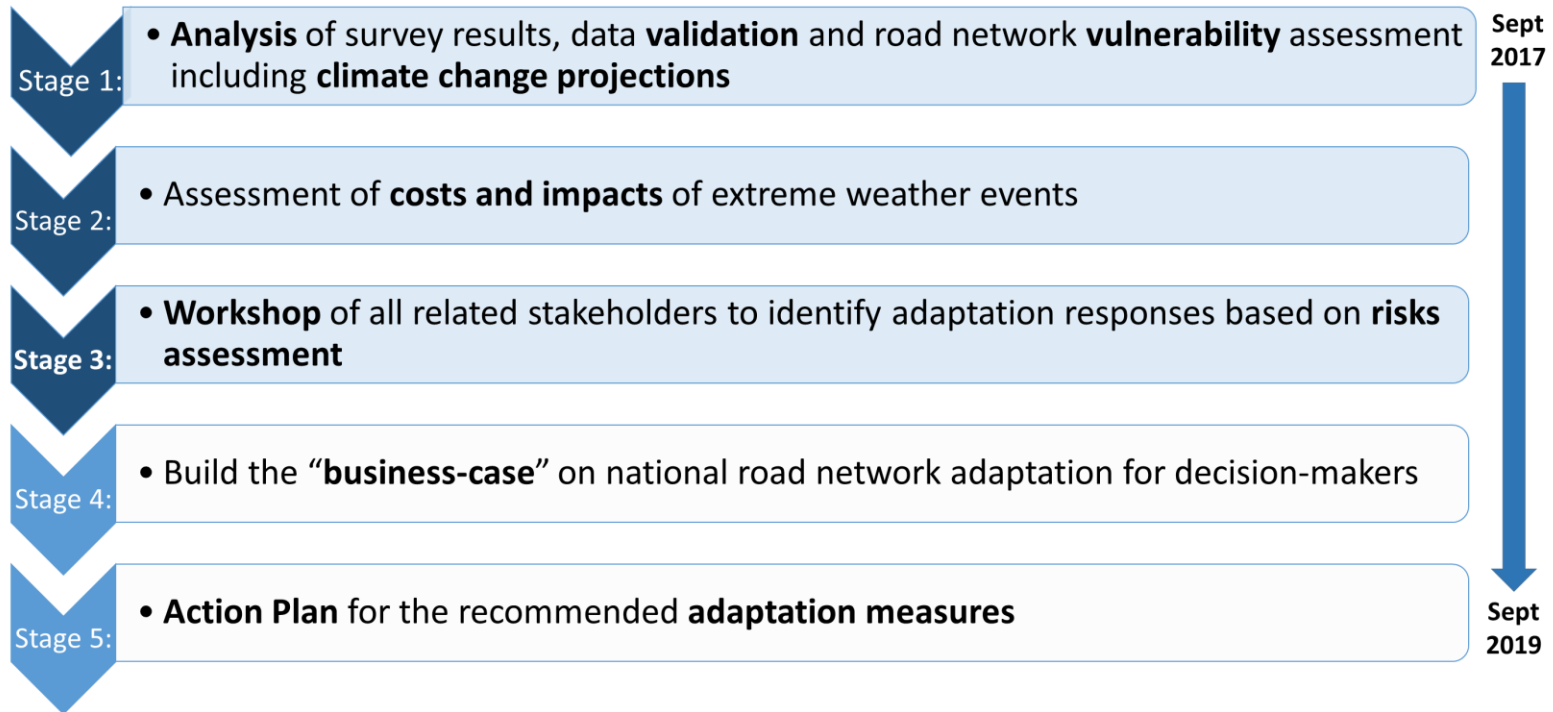 Stage 1:
• Analysis of survey results, data validation and road network vulnerability assessment
including climate change projections
Sept
2017
Stage 2:
• Assessment of costs and impacts of extreme weather events
Stage 3:
• Workshop of all related stakeholders to identify adaptation responses based on risks
assessment
Stage 4:
• Build the “business-case” on national road network adaptation for decision-makers
Stage 5:
• Action Plan for the recommended adaptation measures
Sept
2019